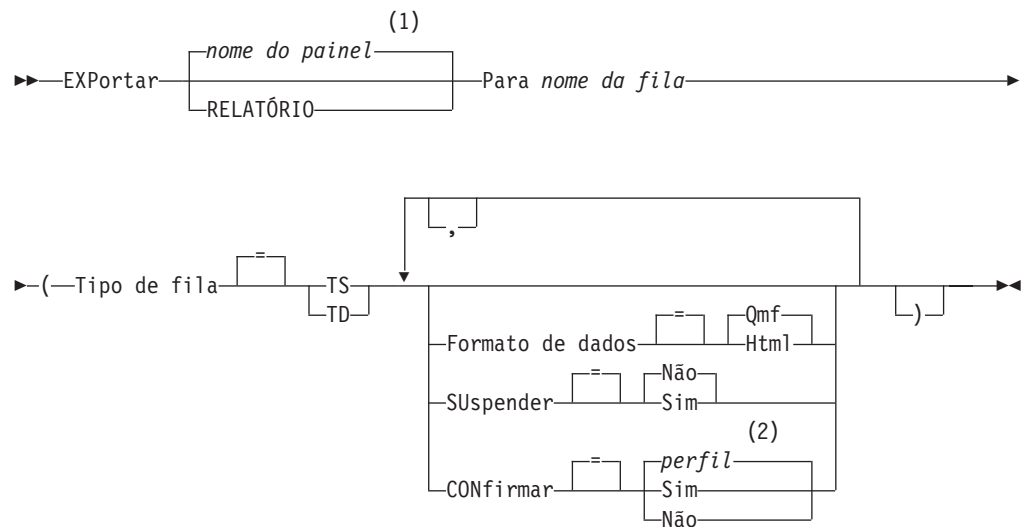 (1)
nome do painel
EXPortar
Para nome da fila
RELATÓRIO
,
=
( Tipo de fila
TS
TD
)
Qmf
=
Formato de dados
Html
Não
=
SUspender
Sim
(2)
perfil
=
CONfirmar
Sim
Não